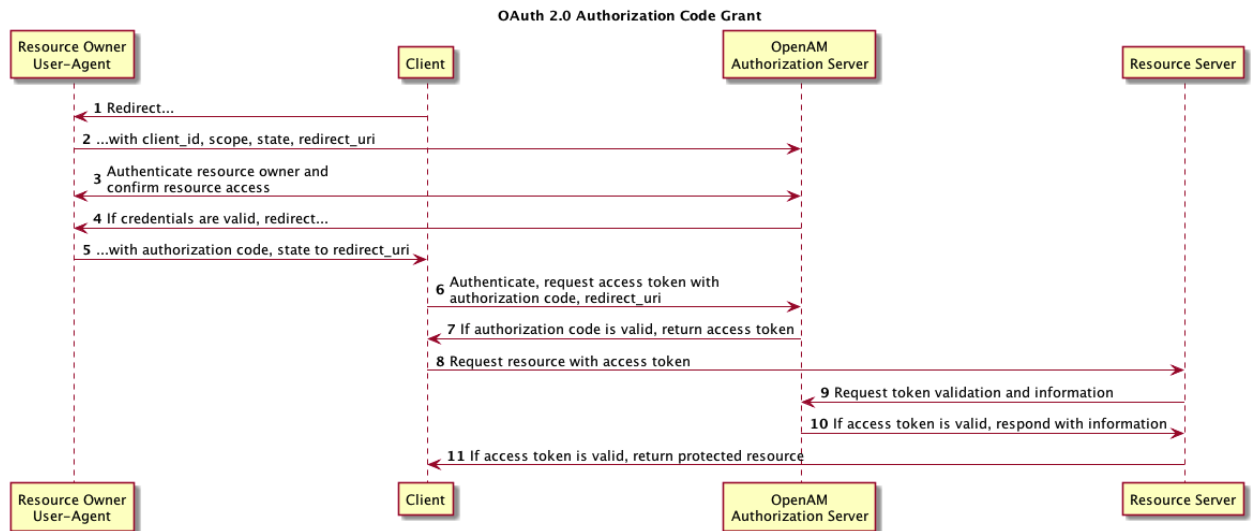 OAuth 2.0 Authorization Code Grant
Resource Owner
User-Agent
Client
OpenAM
Authorization Server
Resource Server
1 Redirect...
2 ...with client_id, scope, state, redirect_uri
3 Authenticate resource owner and
confirm resource access
4 If credentials are valid, redirect...
5 ...with authorization code, state to redirect_uri
6 Authenticate, request access token with
authorization code, redirect_uri
7 If authorization code is valid, return access token
8 Request resource with access token
9 Request token validation and information
10 If access token is valid, respond with information
11 If access token is valid, return protected resource
Resource Owner
User-Agent
Client
OpenAM
Authorization Server
Resource Server